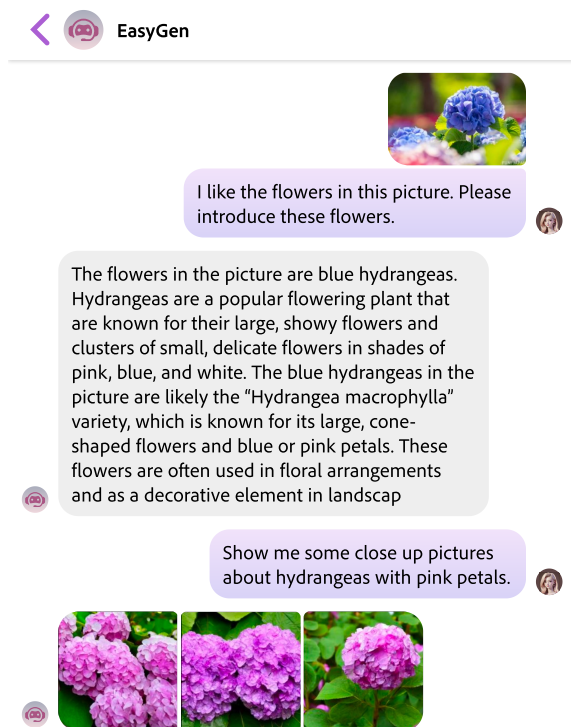 EasyGen
I like the flowers in this picture. Please
introduce these flowers.
The flowers in the picture are blue hydrangeas.
Hydrangeas are a popular flowering plant that
are known for their large, showy flowers and
clusters of small, delicate flowers in shades of
pink, blue, and white. The blue hydrangeas in the
picture are likely the “Hydrangea macrophylla”
variety, which is known for its large, cone-
shaped flowers and blue or pink petals. These
flowers are often used in floral arrangements
and as a decorative element in landscap
Show me some close up pictures
about hydrangeas with pink petals.